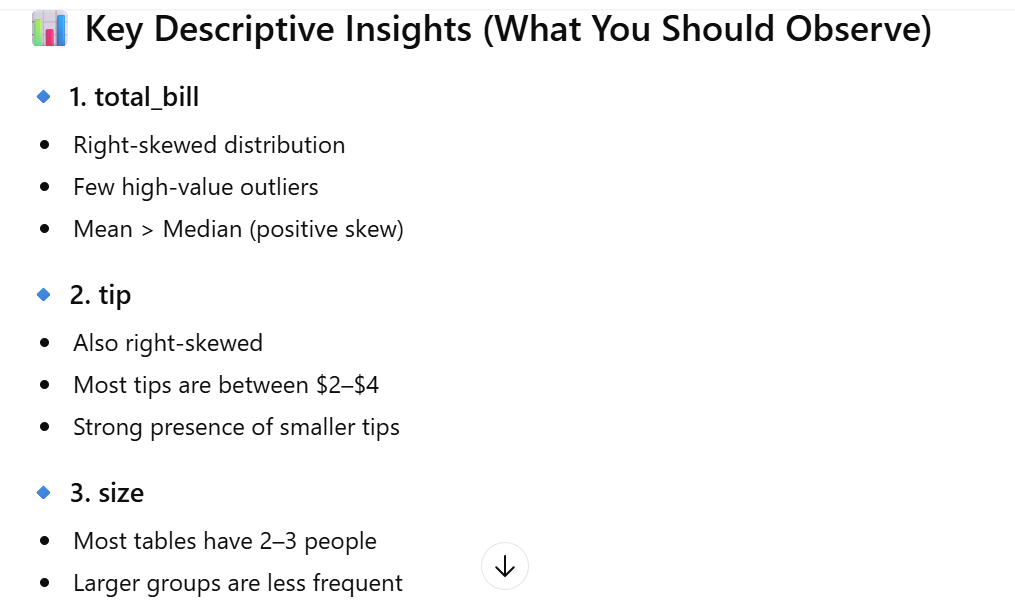 Key Descriptive Insights (What You Should Observe)
1. total_bill
Right-skewed distribution
Few high-value outliers
Mean > Median (positive skew)
2. tip
Also right-skewed
Most tips are between $2–$4
Strong presence of smaller tips
3. size
Most tables have 2–3 people
Larger groups are less frequent